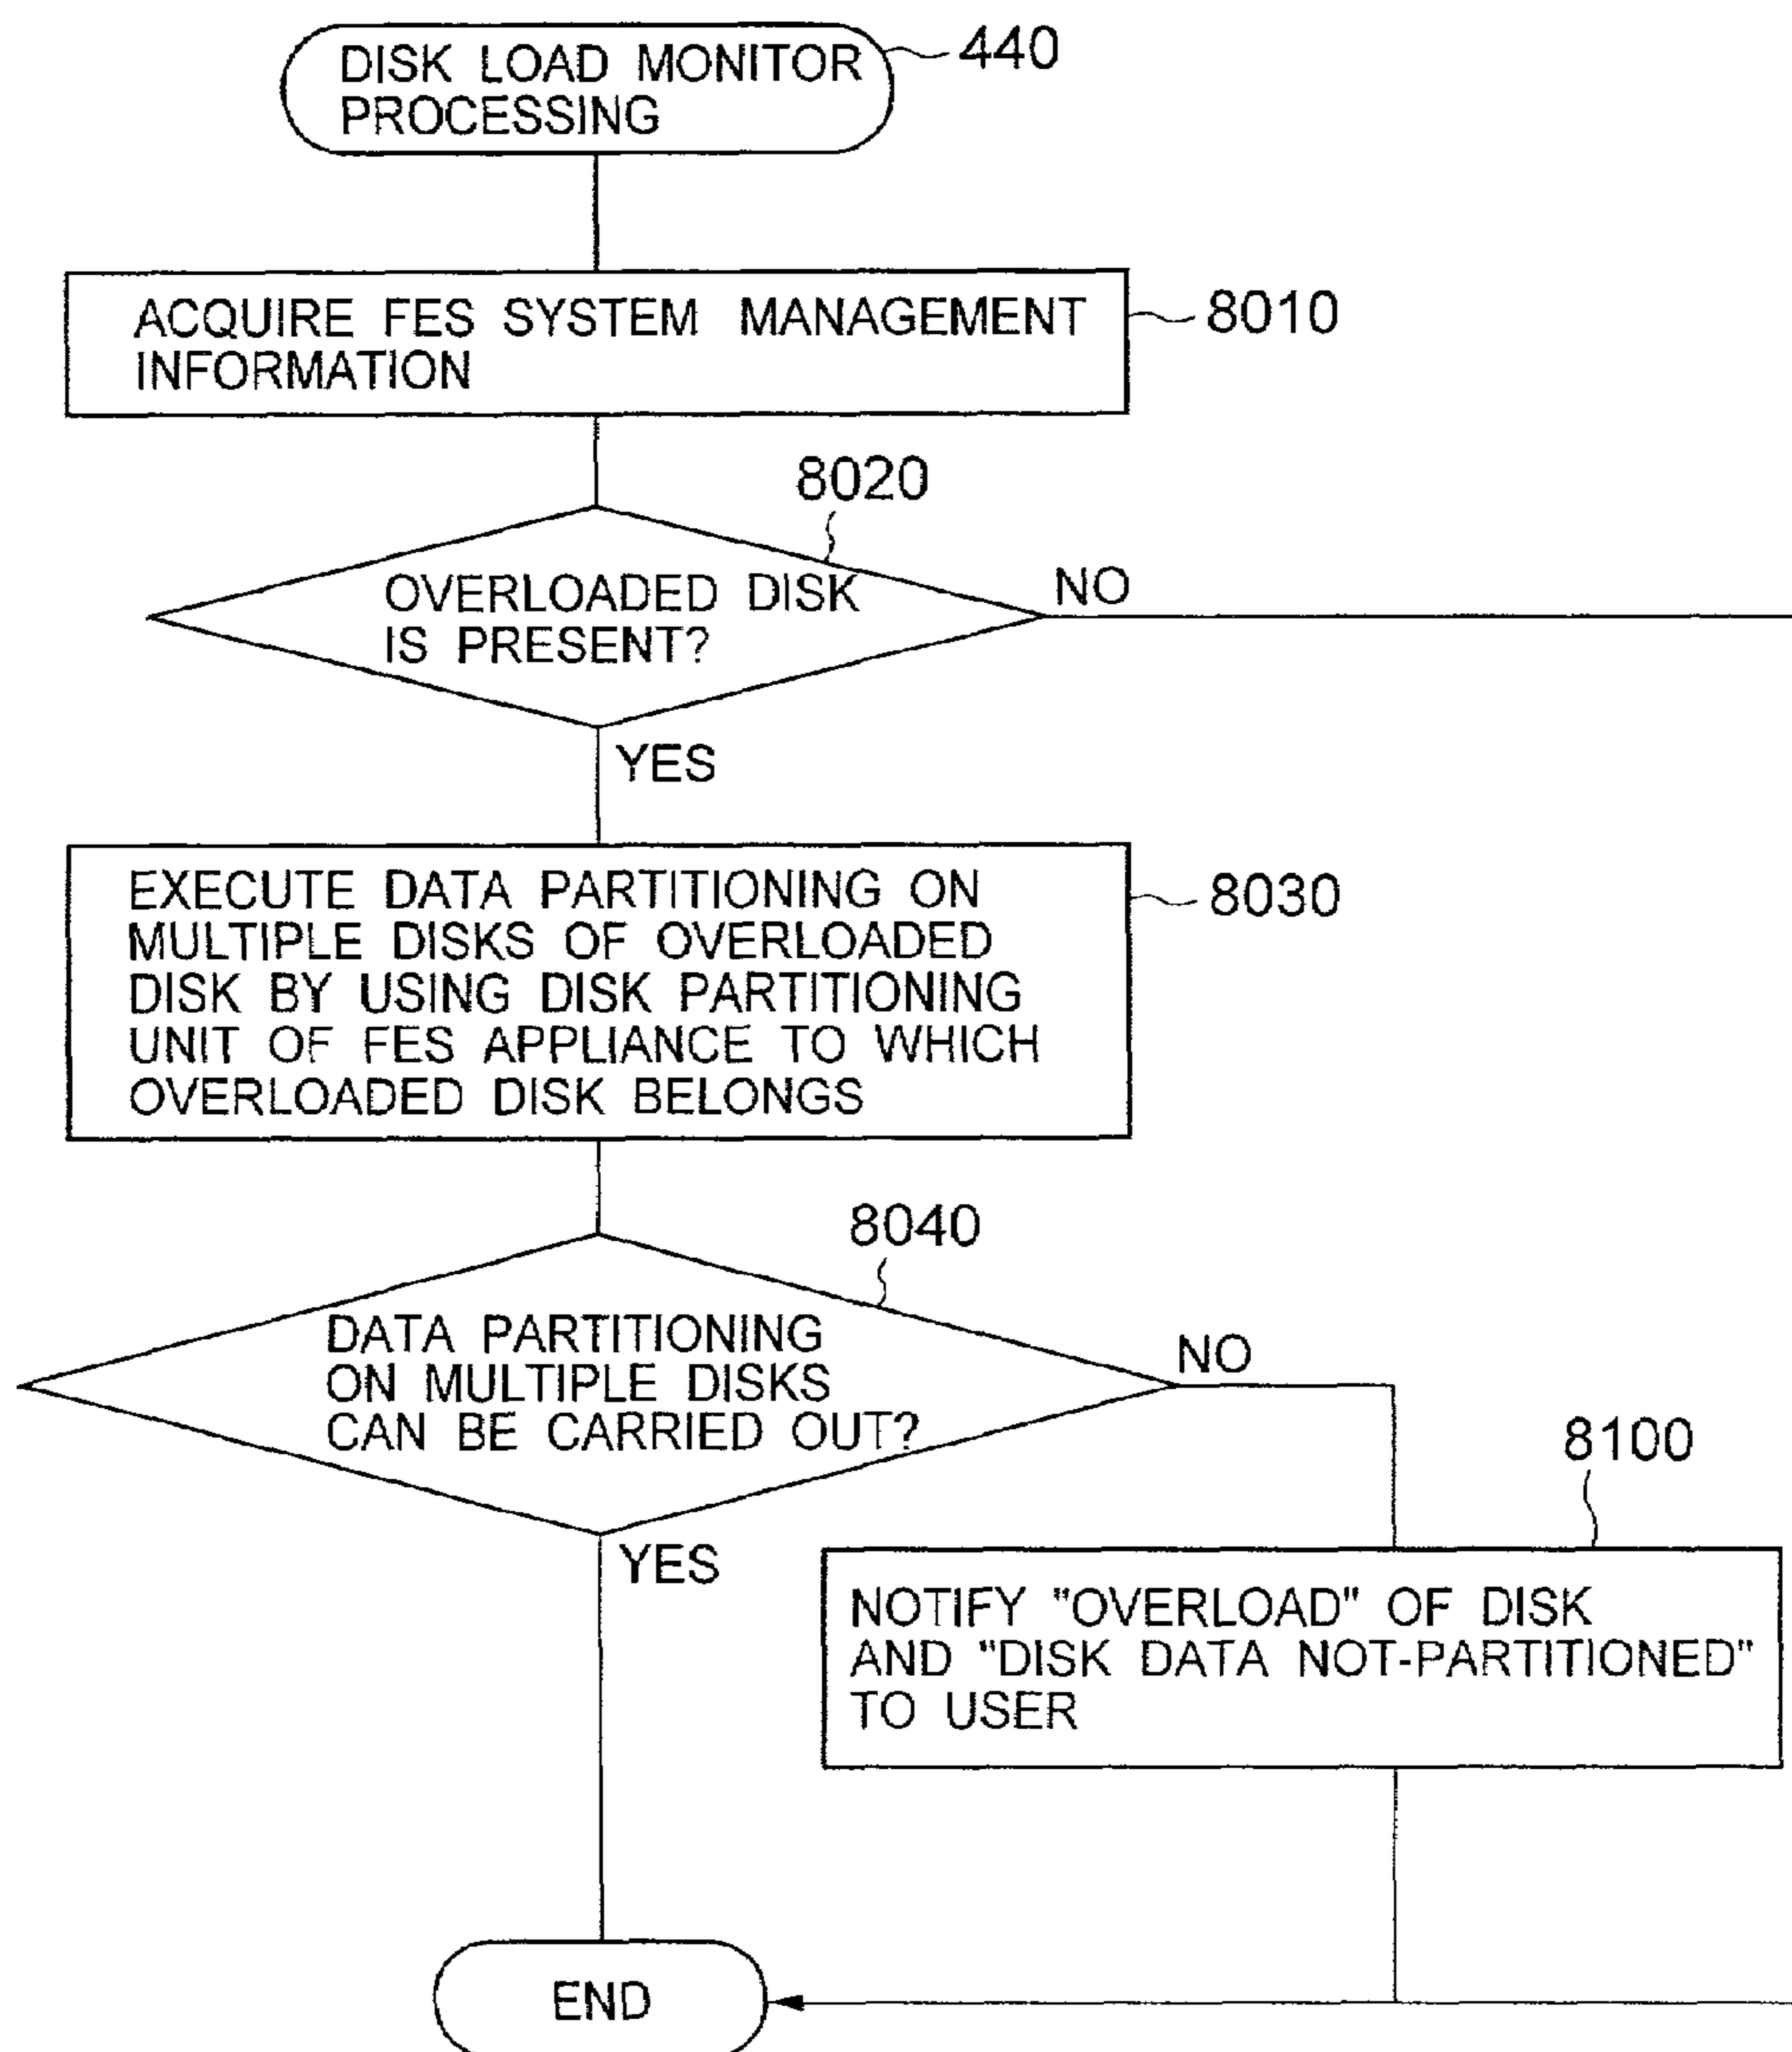 DISK LOAD MONITOR
PROCESSING
440
ACQUIRE FES SYSTEM MANAGEMENT
INFORMATION
8010
8020
OVERLOADED DISK
IS PRESENT?
NO
YES
EXECUTE DATA PARTITIONING ON
MULTIPLE DISKS OF OVERLOADED
DISK BY USING DISK PARTITIONING
UNIT OF FES APPLIANCE TO WHICH
OVERLOADED DISK BELONGS
8030
8040
DATA PARTITIONING
ON MULTIPLE DISKS
CAN BE CARRIED OUT?
NO
YES
8100
NOTIFY "OVERLOAD" OF DISK
AND "DISK DATA NOT-PARTITIONED"
TO USER
END